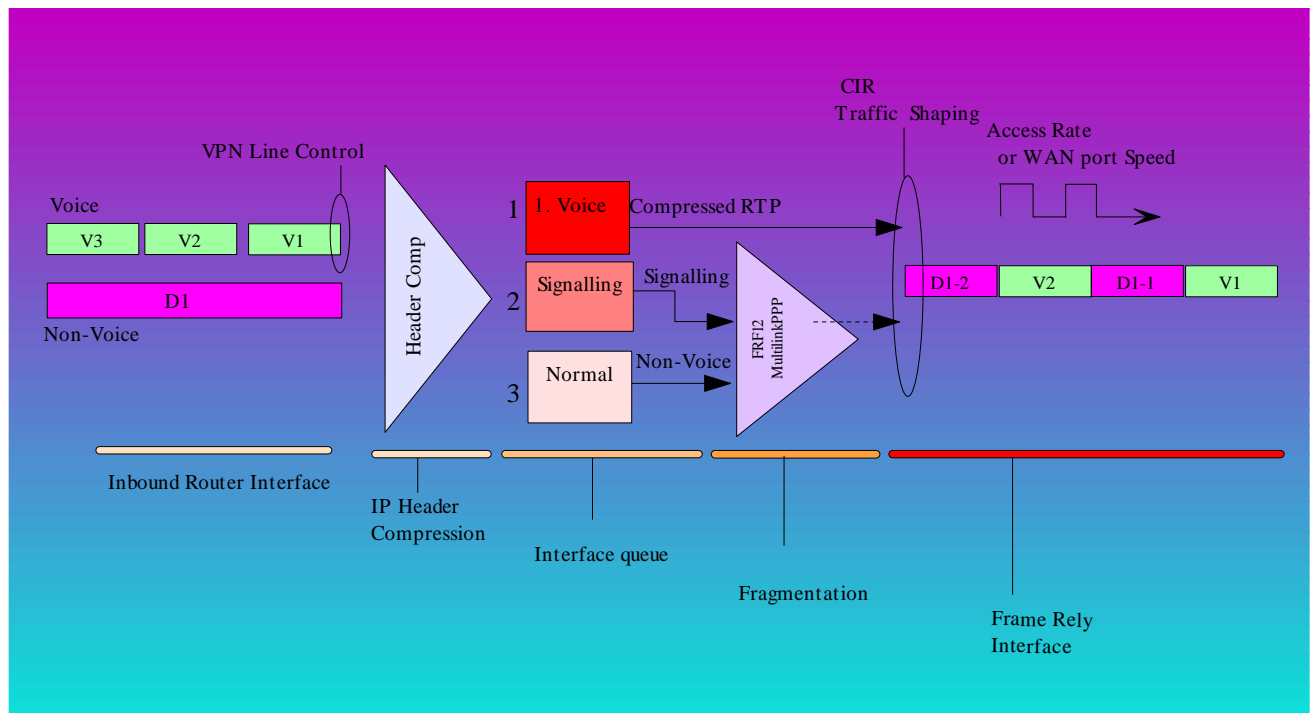 CIR
Traffic Shaping
Access Rate
or WAN port Speed
VPN Line Control
Voice
V3
V2
V1
D1
Non-Voice
Header Comp
1
1. Voice
Compressed RTP
2
Signalling
Signalling
3
Normal
Non-Voice
FRF12
MultilinkPPP
D1-2
V2
D1-1
V1
Inbound Router Interface
IP Header
Compression
Interface queue
Fragmentation
Frame Rely
Interface